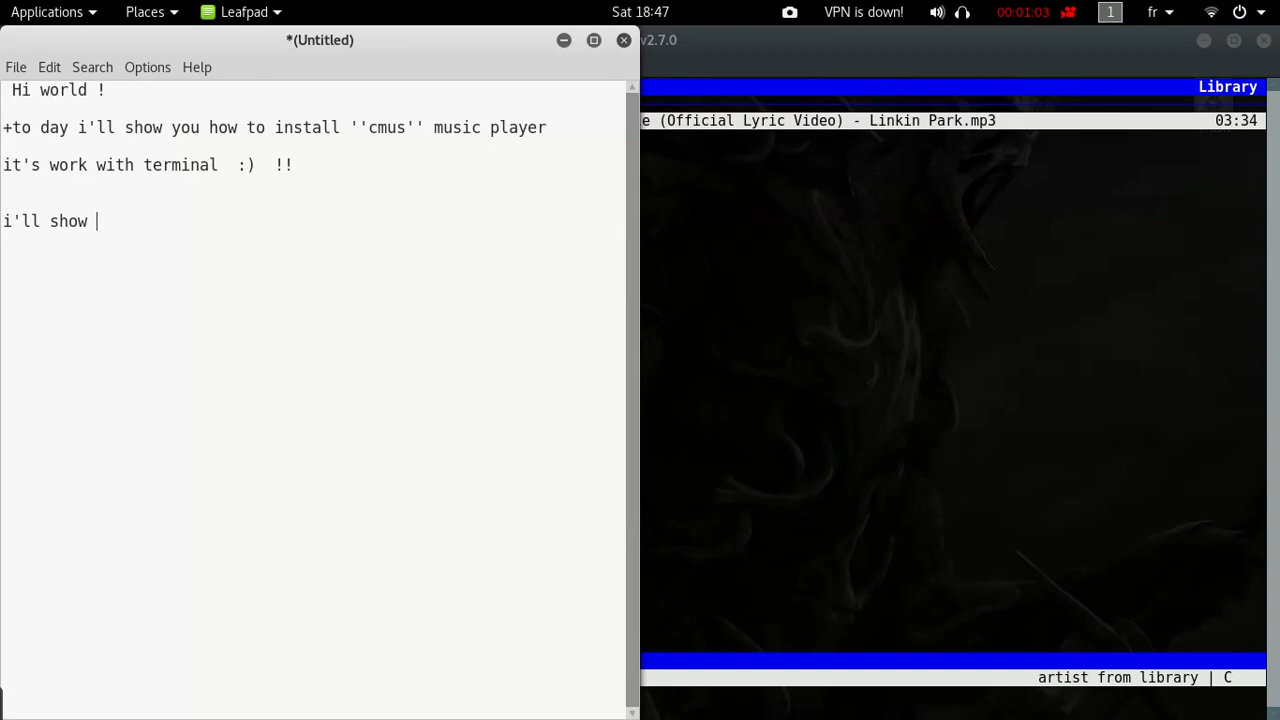 Applications Places Leafpad Sat 18:47 VPN is down! 00:01:03 1 fr
*(Untitled)
v2.7.0
File Edit Search Options Help
Library
Hi world !
e (Official Lyric Video) - Linkin Park.mp3 03:34
+to day i'll show you how to install ''cmus'' music player
it's work with terminal :) !!
i'll show
artist from library | C